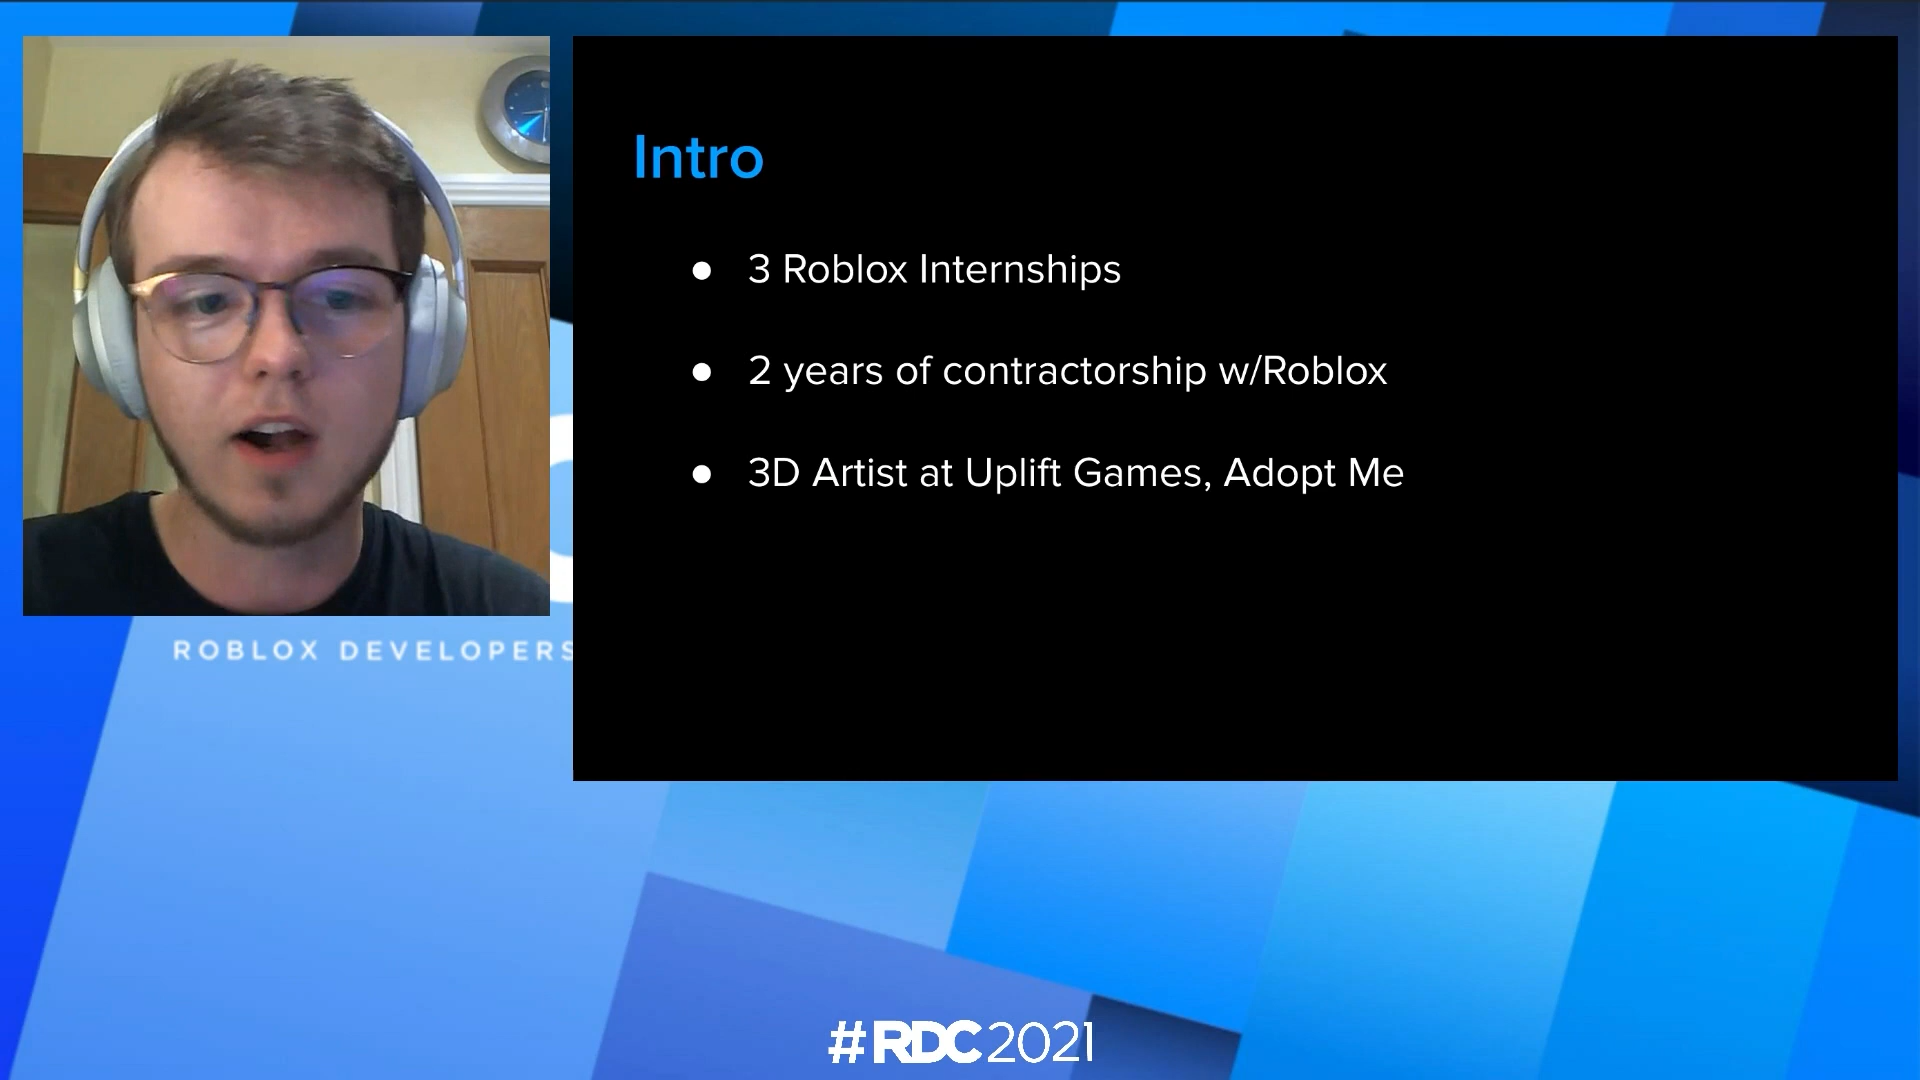 Intro
● 3 Roblox Internships
● 2 years of contractorship w/Roblox
● 3D Artist at Uplift Games, Adopt Me
ROBLOX DEVELOPERS
#RDC2021